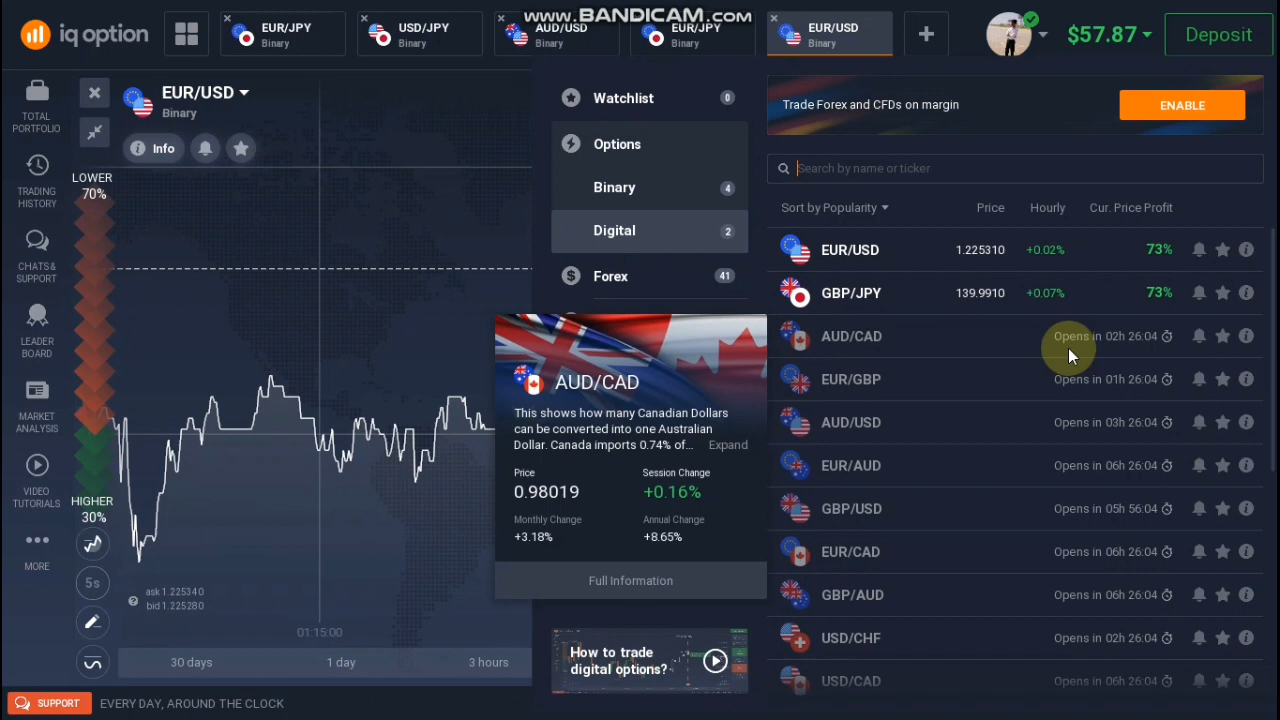 www.BANDICAM.com
iq option
EUR/JPY
Binary
USD/JPY
Binary
AUD/USD
Binary
EUR/JPY
Binary
EUR/USD
Binary
$57.87
Deposit
TOTAL
PORTFOLIO
TRADING
HISTORY
CHATS &
SUPPORT
LEADER
BOARD
MARKET
ANALYSIS
VIDEO
TUTORIALS
MORE
EUR/USD
Binary
Info
LOWER
70%
HIGHER
30%
5s
ask 1.225340
bid 1.225280
01:15:00
30 days
1 day
3 hours
Watchlist 0
Options
Binary 4
Digital 2
Forex 41
AUD/CAD
This shows how many Canadian Dollars
can be converted into one Australian
Dollar. Canada imports 0.74% of... Expand
Price Session Change
0.98019 +0.16%
Monthly Change Annual Change
+3.18% +8.65%
Full Information
How to trade
digital options?
Trade Forex and CFDs on margin
ENABLE
Search by name or ticker
Sort by Popularity Price Hourly Cur. Price Profit
EUR/USD 1.225310 +0.02% 73%
GBP/JPY 139.9910 +0.07% 73%
AUD/CAD Opens in 02h 26:04
EUR/GBP Opens in 01h 26:04
AUD/USD Opens in 03h 26:04
EUR/AUD Opens in 06h 26:04
GBP/USD Opens in 05h 56:04
EUR/CAD Opens in 06h 26:04
GBP/AUD Opens in 06h 26:04
USD/CHF Opens in 02h 26:04
USD/CAD Opens in 06h 26:04
SUPPORT
EVERY DAY, AROUND THE CLOCK